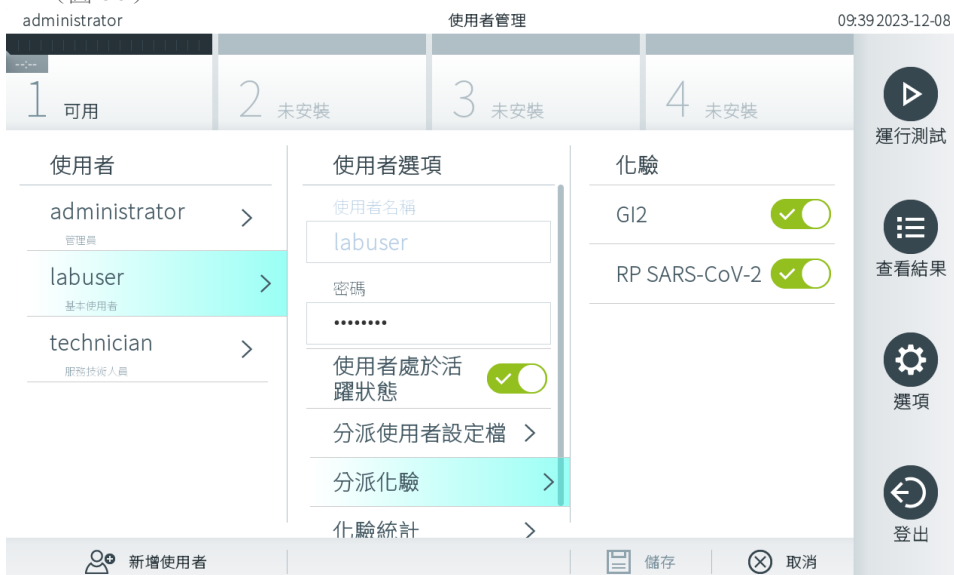 administrator
使用者管理
09:39 2023-12-08
--:--
1 可用
2 未安裝
3 未安裝
4 未安裝
運行測試
查看結果
選項
登出
使用者
administrator
管理員
labuser
基本使用者
technician
服務技術人員
使用者選項
使用者名稱
labuser
密碼
••••••••
使用者處於活
躍狀態
分派使用者設定檔
分派化驗
化驗統計
化驗
GI2
RP SARS-CoV-2
新增使用者
儲存
取消